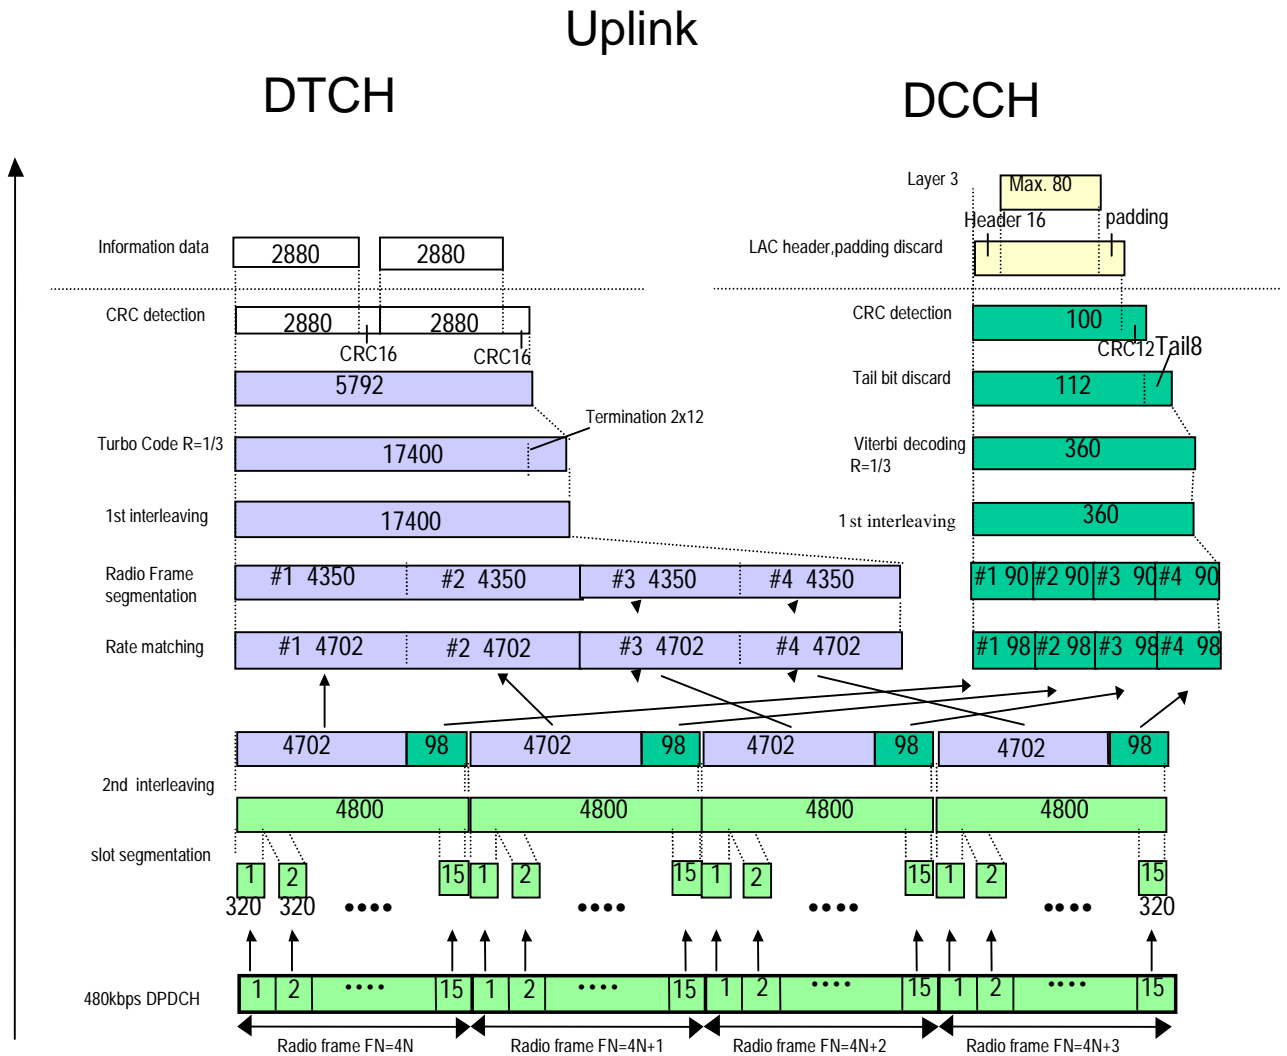 Uplink
DTCH
DCCH
Layer 3
Max. 80
Header 16
padding
Information data
2880
2880
LAC header,padding discard
CRC detection
2880
2880
CRC detection
100
CRC16
CRC16
CRC12
Tail8
5792
Tail bit discard
112
Termination 2x12
Turbo Code R=1/3
17400
Viterbi decoding
R=1/3
360
1st interleaving
17400
1st interleaving
360
Radio Frame
segmentation
#1 4350
#2 4350
#3 4350
#4 4350
#1 90
#2 90
#3 90
#4 90
Rate matching
#1 4702
#2 4702
#3 4702
#4 4702
#1 98
#2 98
#3 98
#4 98
4702
98
4702
98
4702
98
4702
98
2nd interleaving
4800
4800
4800
4800
slot segmentation
1
2
15
1
2
15
1
2
15
1
2
15
320
320
320
480kbps DPDCH
1
2
15
1
2
15
1
2
15
1
2
15
Radio frame FN=4N
Radio frame FN=4N+1
Radio frame FN=4N+2
Radio frame FN=4N+3